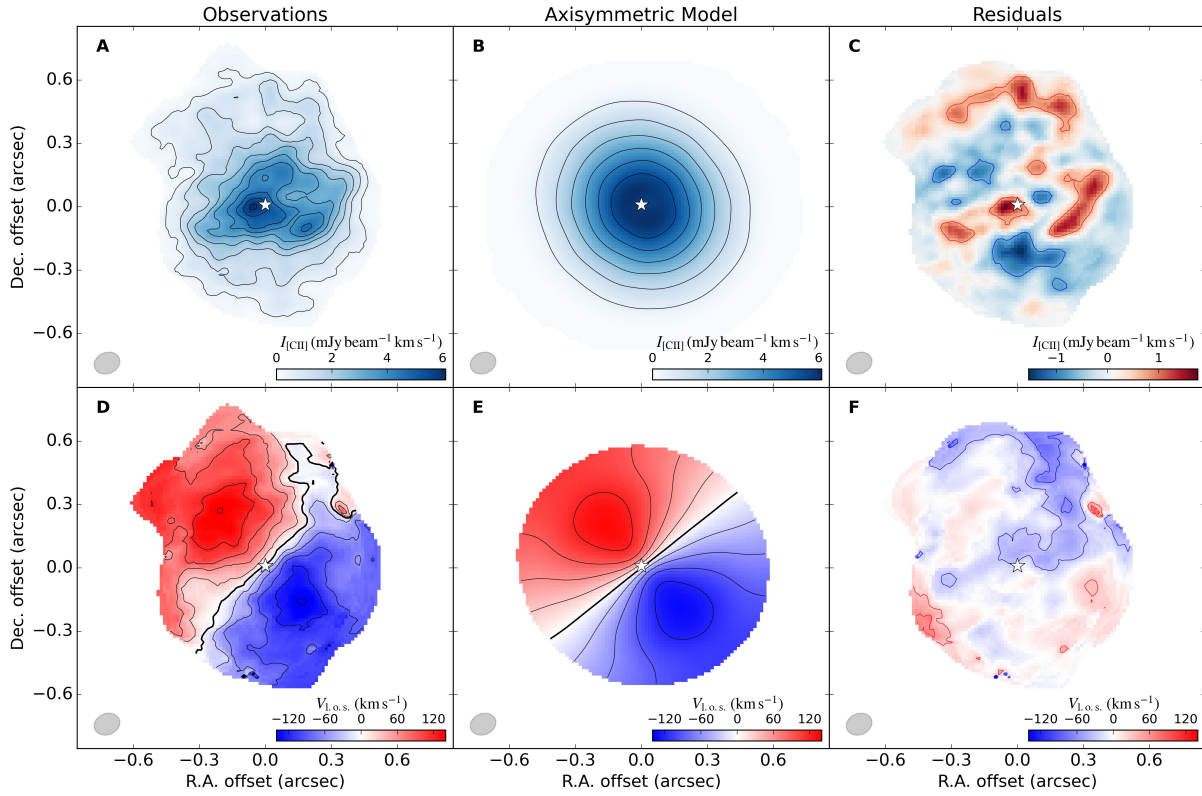 Observations Axisymmetric Model Residuals
A B C
Dec. offset (arcsec)
0.6
0.3
0.0
−0.3
−0.6
I[CII] (mJy beam−1 km s−1) I[CII] (mJy beam−1 km s−1) I[CII] (mJy beam−1 km s−1)
0 2 4 6 0 2 4 6 −1 0 1
D E F
Dec. offset (arcsec)
0.6
0.3
0.0
−0.3
−0.6
Vl.o.s. (km s−1) Vl.o.s. (km s−1) Vl.o.s. (km s−1)
−120 −60 0 60 120 −120 −60 0 60 120 −120 −60 0 60 120
−0.6 −0.3 0.0 0.3 0.6 −0.6 −0.3 0.0 0.3 0.6 −0.6 −0.3 0.0 0.3 0.6
R.A. offset (arcsec) R.A. offset (arcsec) R.A. offset (arcsec)